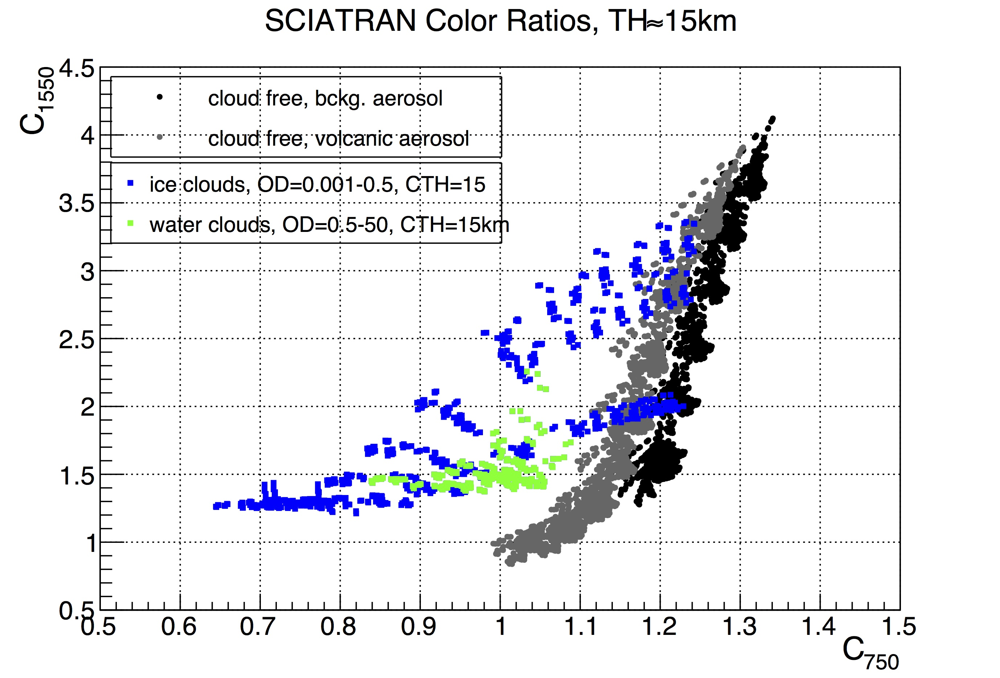 SCIATRAN Color Ratios, TH≈15km
C1550
4.5
4
3.5
3
2.5
2
1.5
1
0.5
cloud free, bckg. aerosol
cloud free, volcanic aerosol
ice clouds, OD=0.001-0.5, CTH=15
water clouds, OD=0.5-50, CTH=15km
0.5 0.6 0.7 0.8 0.9 1 1.1 1.2 1.3 1.4 1.5
C750